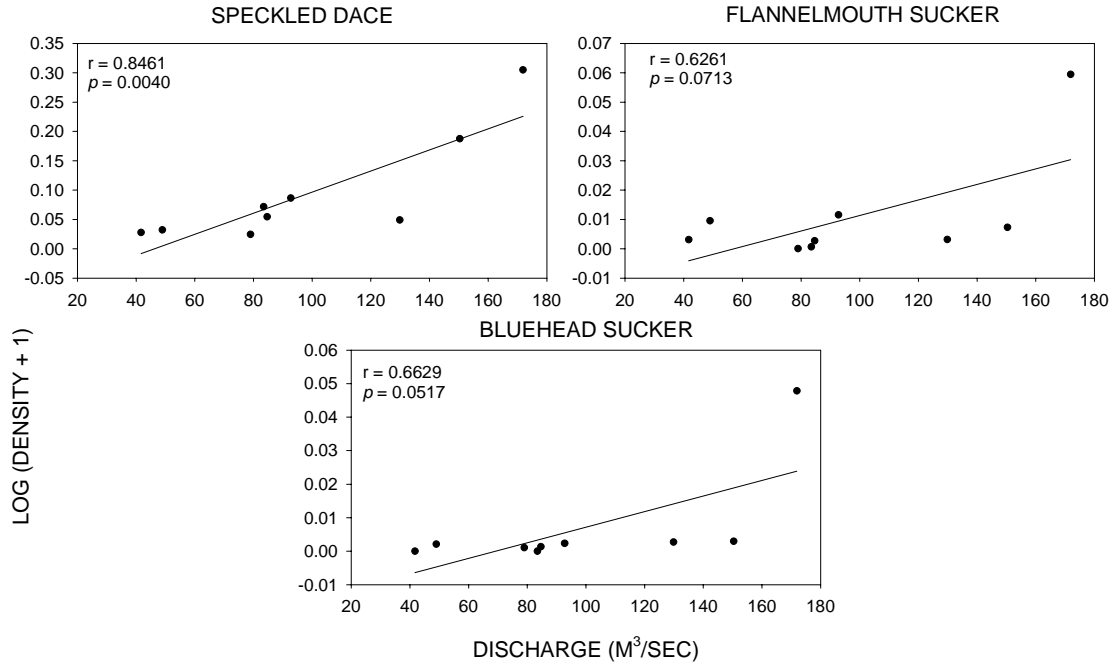 SPECKLED DACE
r = 0.8461
p = 0.0040
0.35
0.30
0.25
0.20
0.15
0.10
0.05
0.00
-0.05
20 40 60 80 100 120 140 160 180
FLANNELMOUTH SUCKER
r = 0.6261
p = 0.0713
0.07
0.06
0.05
0.04
0.03
0.02
0.01
0.00
-0.01
20 40 60 80 100 120 140 160 180
BLUEHEAD SUCKER
r = 0.6629
p = 0.0517
0.06
0.05
0.04
0.03
0.02
0.01
0.00
-0.01
20 40 60 80 100 120 140 160 180
LOG (DENSITY + 1)
DISCHARGE (M³/SEC)